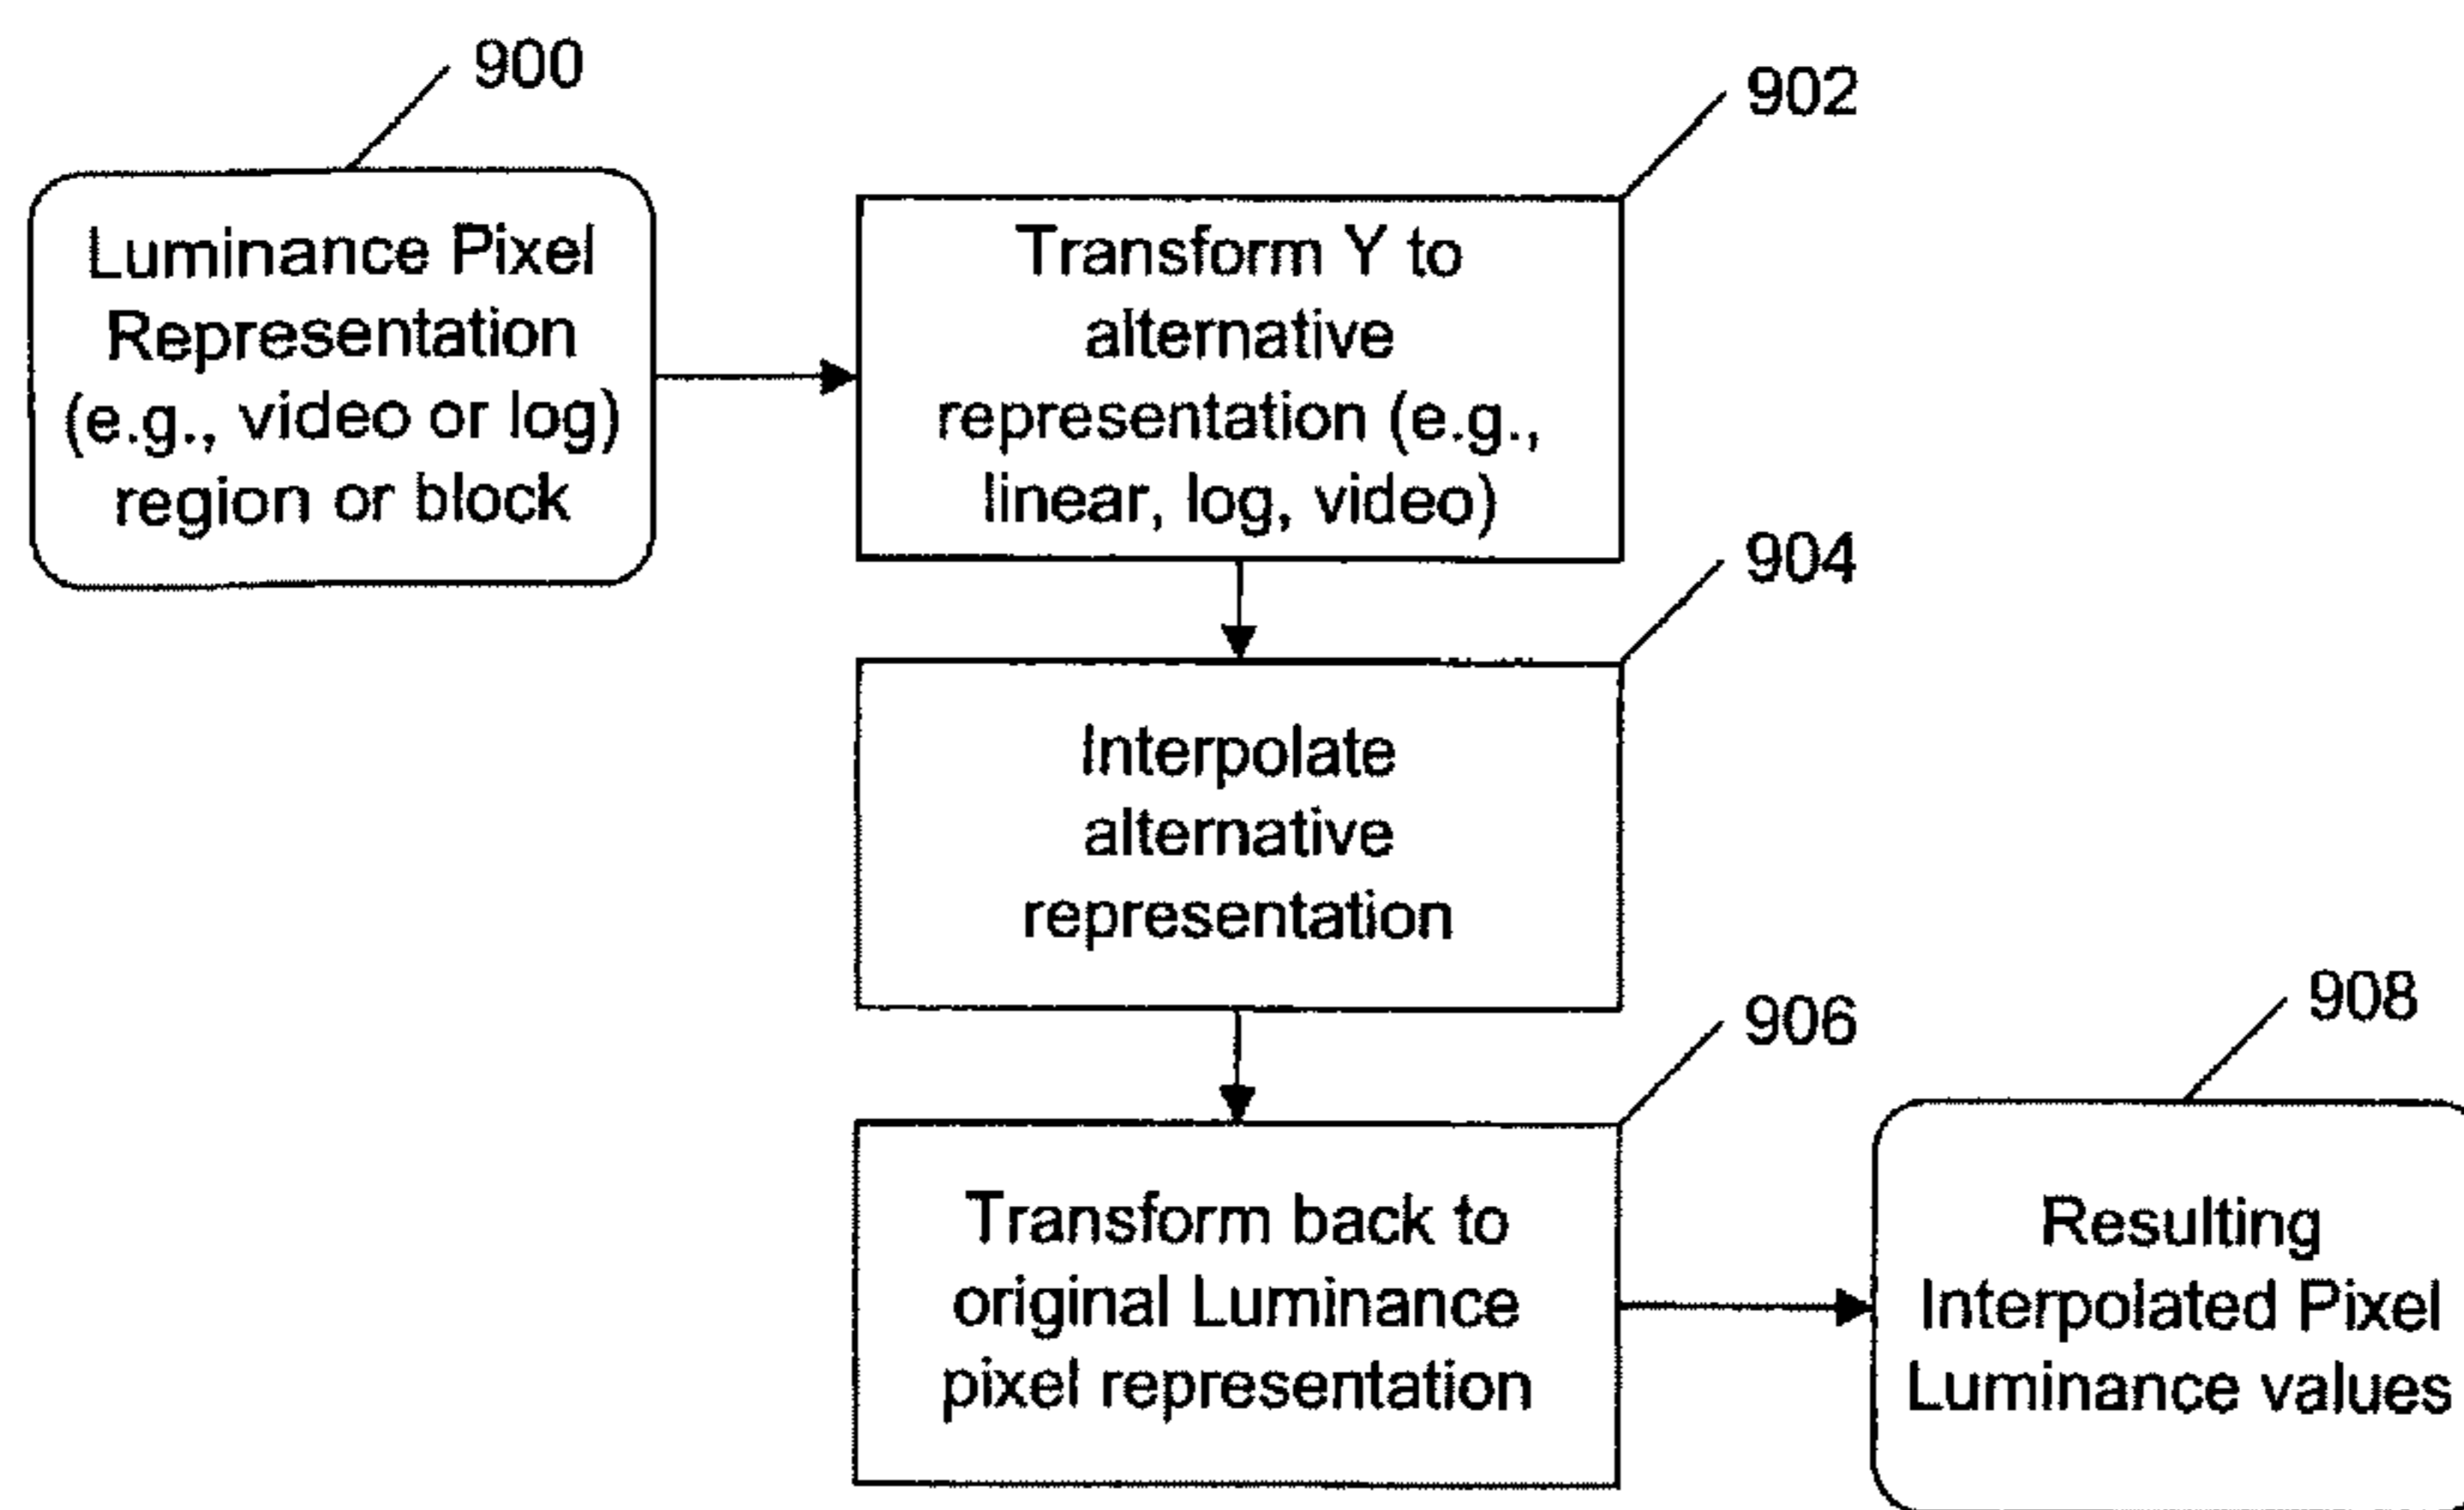 900
Luminance Pixel
Representation
(e.g., video or log)
region or block
902
Transform Y to
alternative
representation (e.g.,
linear, log, video)
904
Interpolate
alternative
representation
906
Transform back to
original Luminance
pixel representation
908
Resulting
Interpolated Pixel
Luminance values